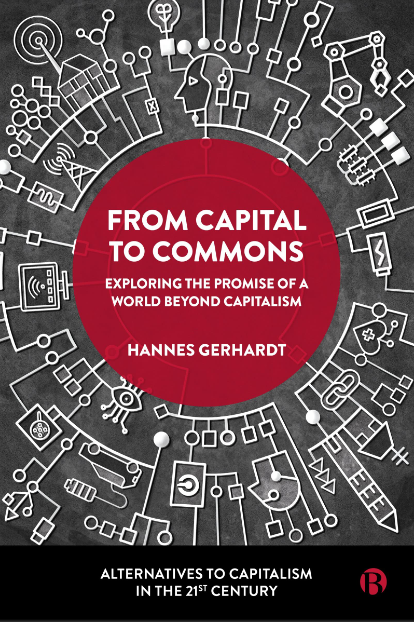 FROM CAPITAL
TO COMMONS
EXPLORING THE PROMISE OF A
WORLD BEYOND CAPITALISM
HANNES GERHARDT
ALTERNATIVES TO CAPITALISM
IN THE 21ST CENTURY
B